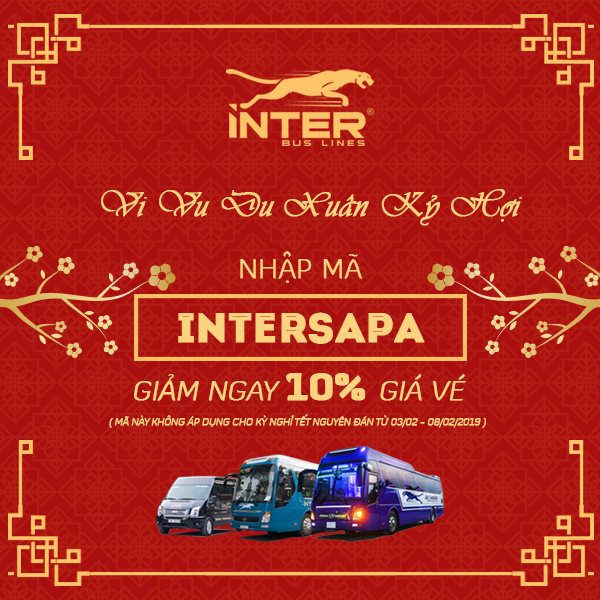 INTER®
BUS LINES
Vi Vu Du Xuân Kỷ Hợi
NHẬP MÃ
INTERSAPA
GIẢM NGAY 10% GIÁ VÉ
( MÃ NÀY KHÔNG ÁP DỤNG CHO KỲ NGHỈ TẾT NGUYÊN ĐÁN TỪ 03/02 - 08/02/2019 )